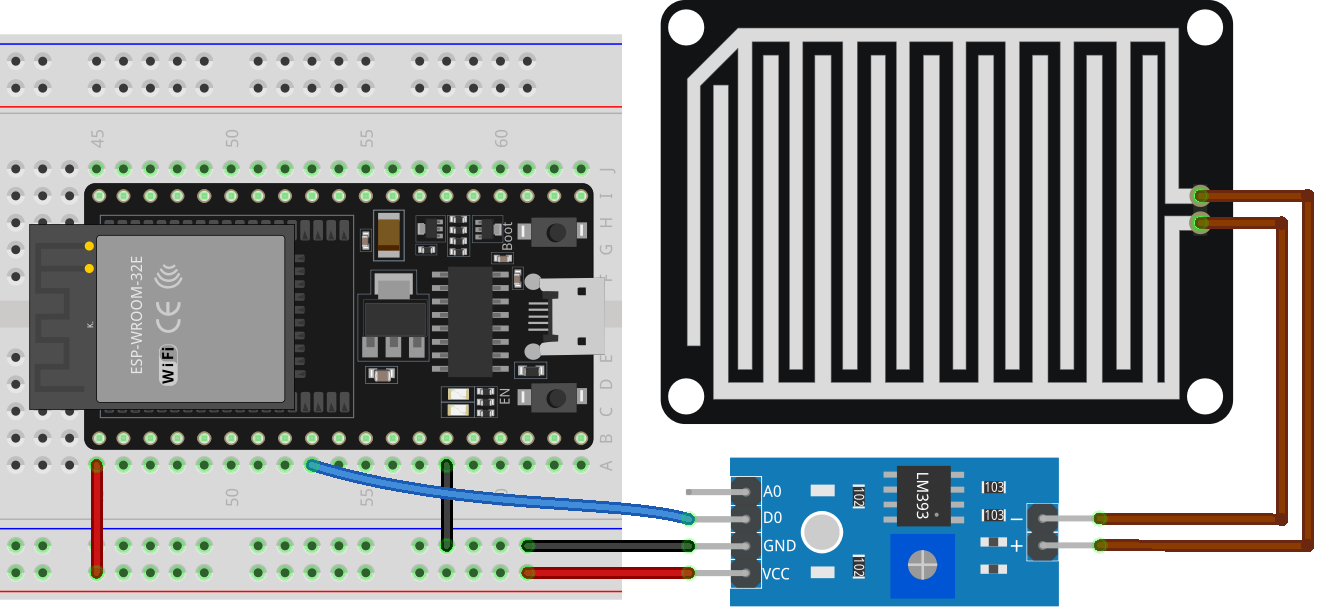 45
50
55
60
J
I
H
G
F
E
D
C
B
A
Boot
ESP-WROOM-32E
CE
WiFi
K.
EN
50
55
A0
D0
GND
VCC
102
102
LM393
103
103
−
+